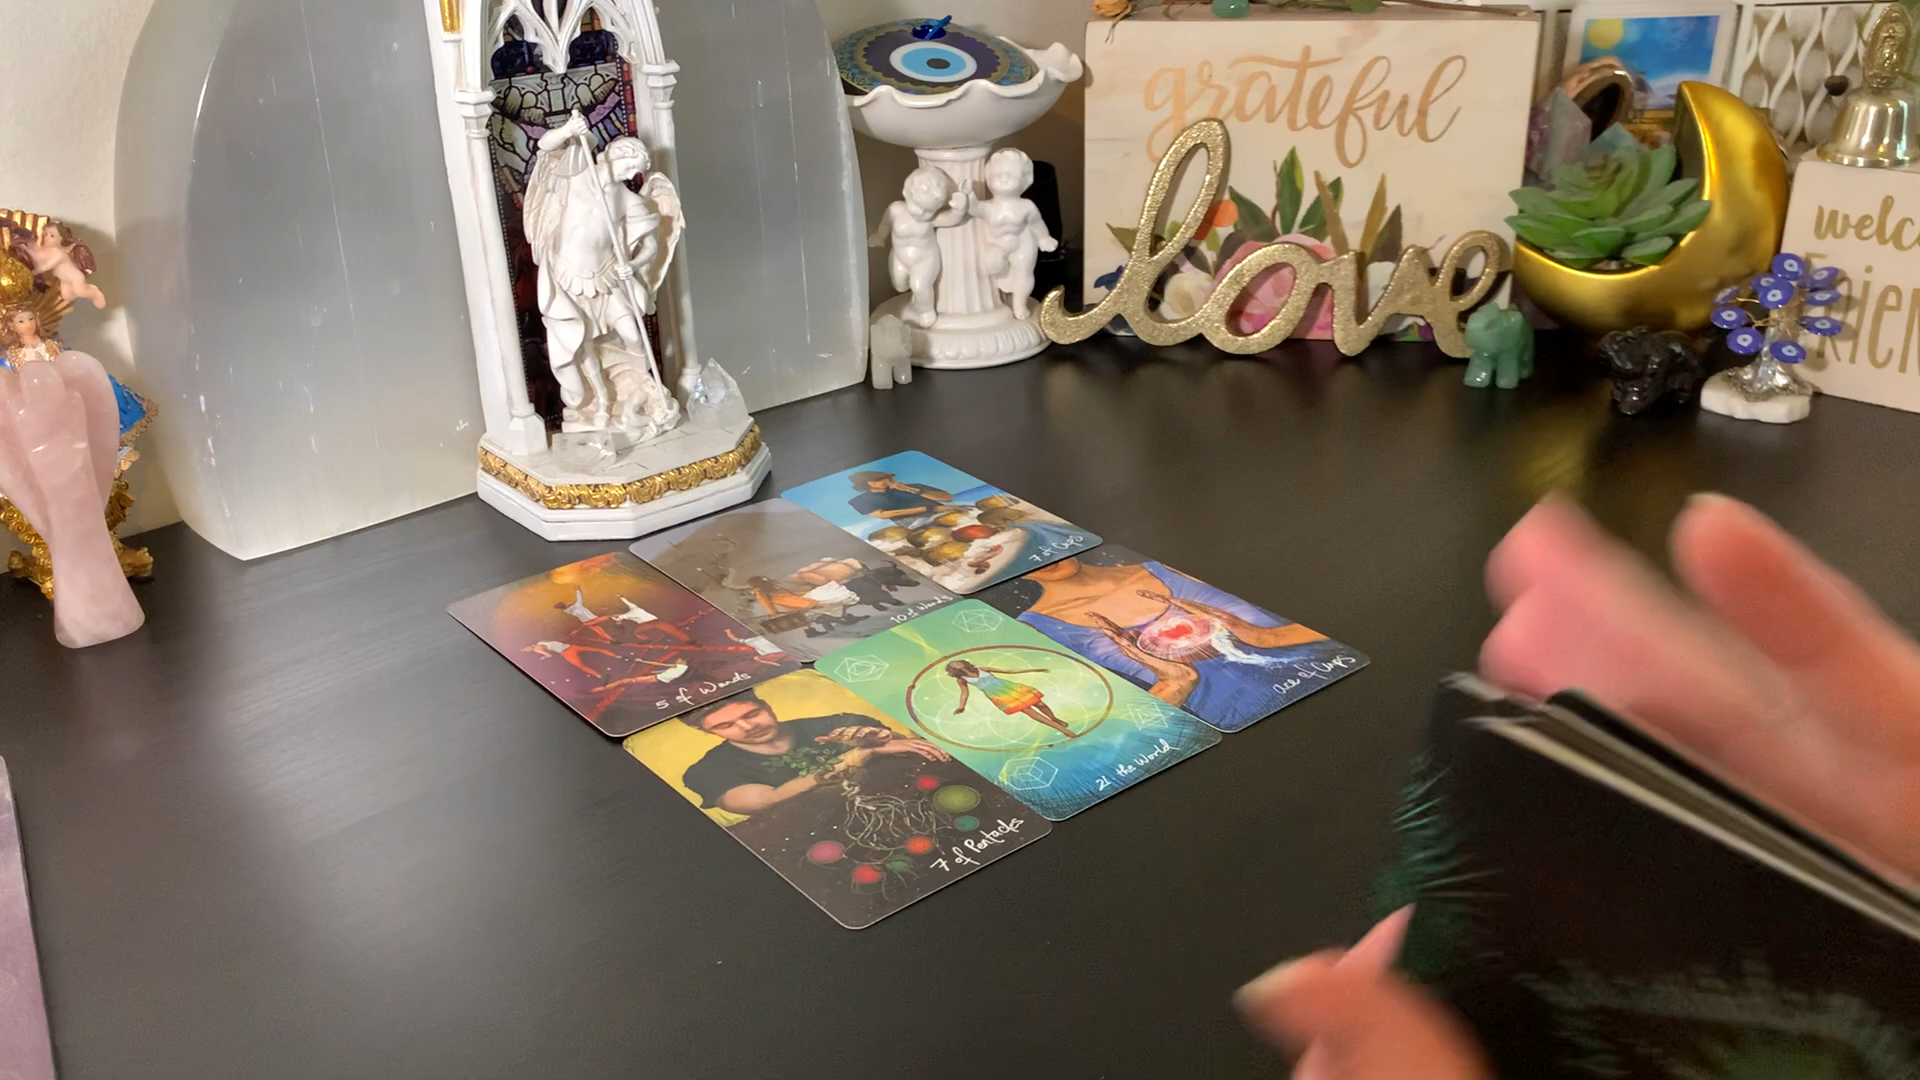 grateful
love
welc
Frien
7 of Cups
10 of Wands
5 of Wands
ace of Cups
21 the World
7 of Pentacles